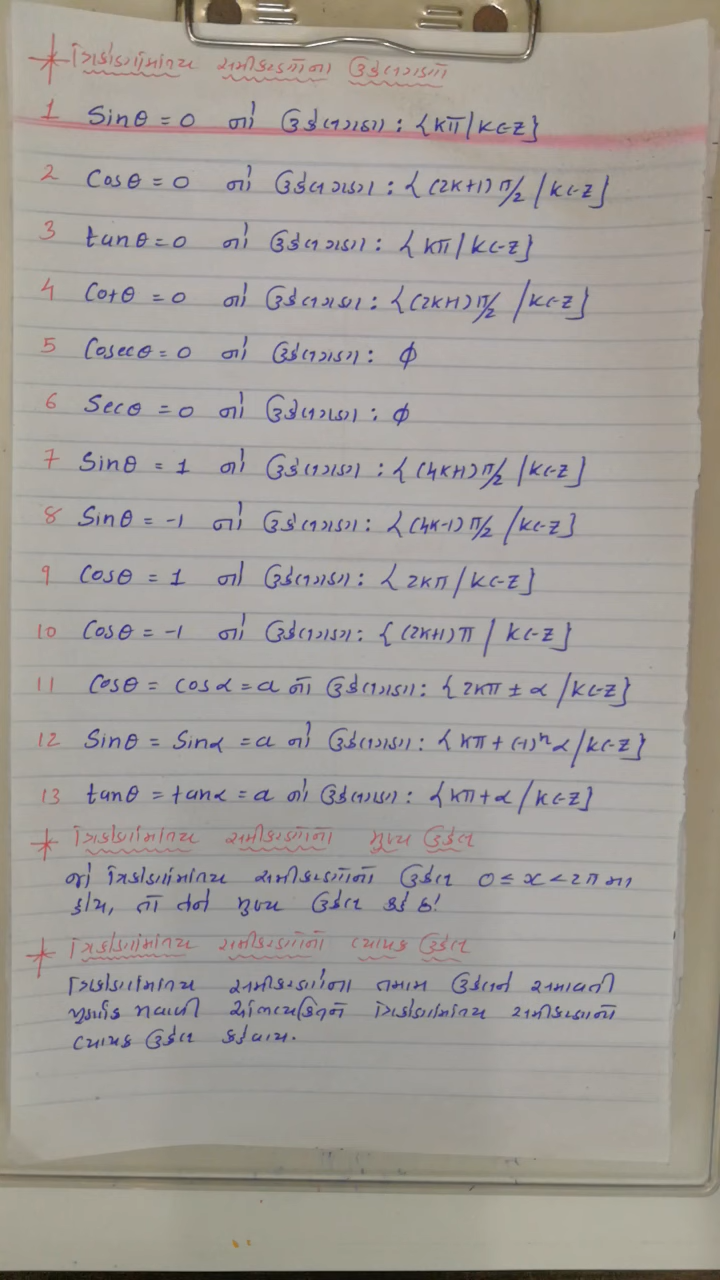 * ત્રિકોણમિતીય સમીકરણોના ઉકેલગણો
1 Sinθ = 0 નો ઉકેલગણ : {kπ/k∈Z}
2 Cosθ = 0 નો ઉકેલગણ : {(2k+1)π/2 /k∈Z}
3 tanθ = 0 નો ઉકેલગણ : {kπ/k∈Z}
4 Cotθ = 0 નો ઉકેલગણ : {(2k+1)π/2 /k∈Z}
5 Cosecθ = 0 નો ઉકેલગણ : ϕ
6 Secθ = 0 નો ઉકેલગણ : ϕ
7 Sinθ = 1 નો ઉકેલગણ : {(4k+1)π/2 /k∈Z}
8 Sinθ = -1 નો ઉકેલગણ : {(4k-1)π/2 /k∈Z}
9 Cosθ = 1 નો ઉકેલગણ : {2kπ/k∈Z}
10 Cosθ = -1 નો ઉકેલગણ : {(2k+1)π / k∈Z}
11 Cosθ = cosα = a નો ઉકેલગણ : {2kπ ± α /k∈Z}
12 Sinθ = Sinα = a નો ઉકેલગણ : {kπ + (-1)ⁿα/k∈Z}
13 tanθ = tanα = a નો ઉકેલગણ : {kπ+α/k∈Z}
* ત્રિકોણમિતીય સમીકરણોનો મુખ્ય ઉકેલ
જો ત્રિકોણમિતીય સમીકરણોનો ઉકેલ 0 ≤ x < 2π માં
હોય, તો તેને મુખ્ય ઉકેલ કહે છે!
* ત્રિકોણમિતીય સમીકરણોનો વ્યાપક ઉકેલ
ત્રિકોણમિતીય સમીકરણોના તમામ ઉકેલને સમાવતી
પૂર્ણાંક વાળી અભિવ્યક્તિને ત્રિકોણમિતીય સમીકરણનો
વ્યાપક ઉકેલ કહેવાય.